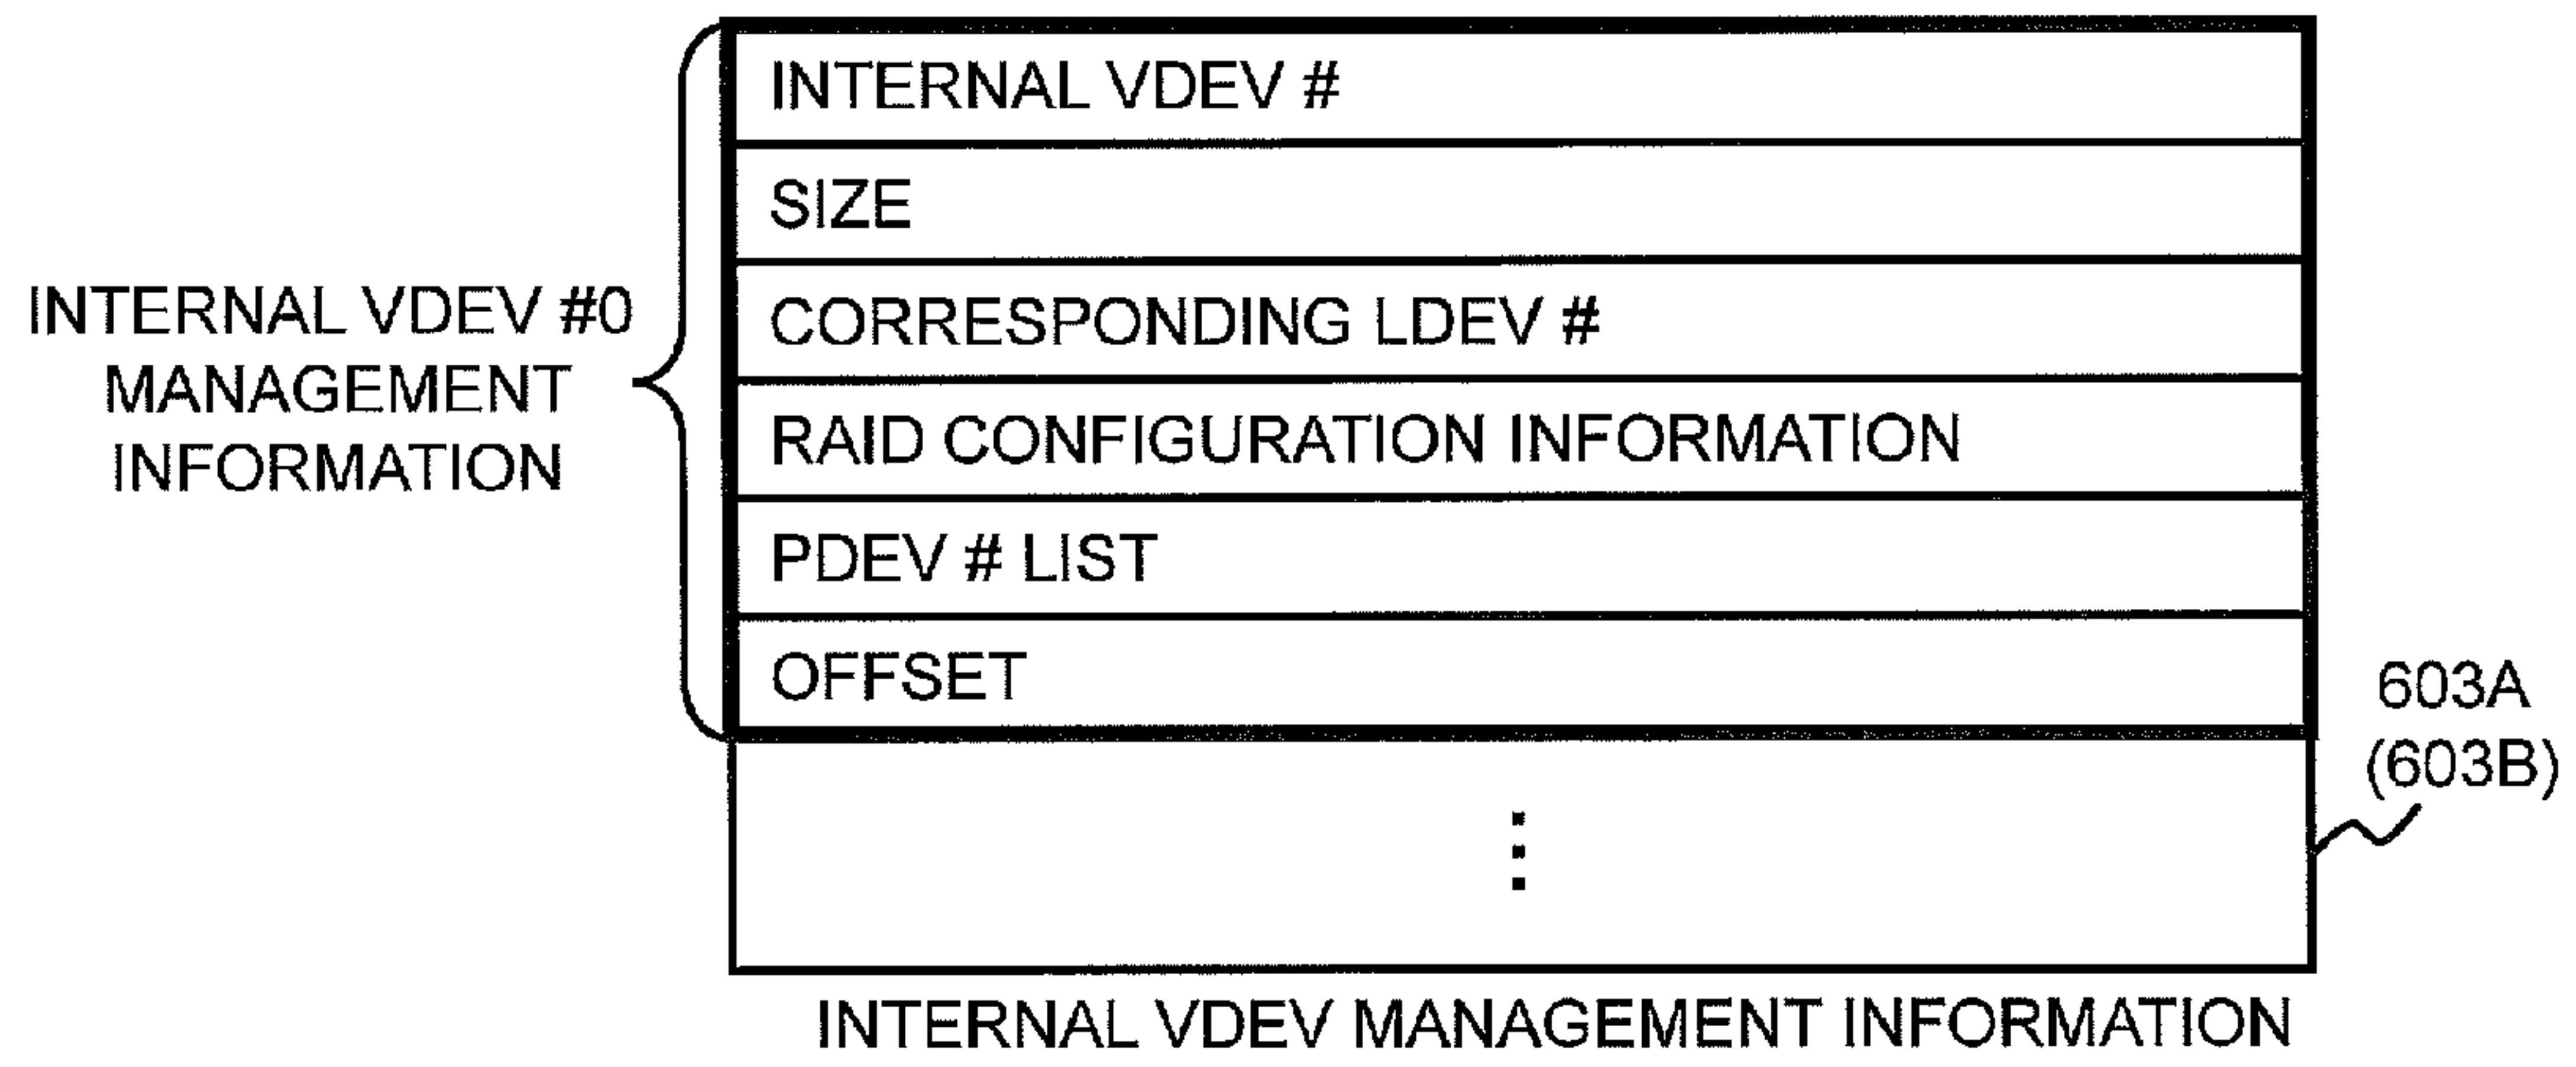 INTERNAL VDEV #
SIZE
CORRESPONDING LDEV #
RAID CONFIGURATION INFORMATION
PDEV # LIST
OFFSET
INTERNAL VDEV #0
MANAGEMENT
INFORMATION
603A
(603B)
INTERNAL VDEV MANAGEMENT INFORMATION